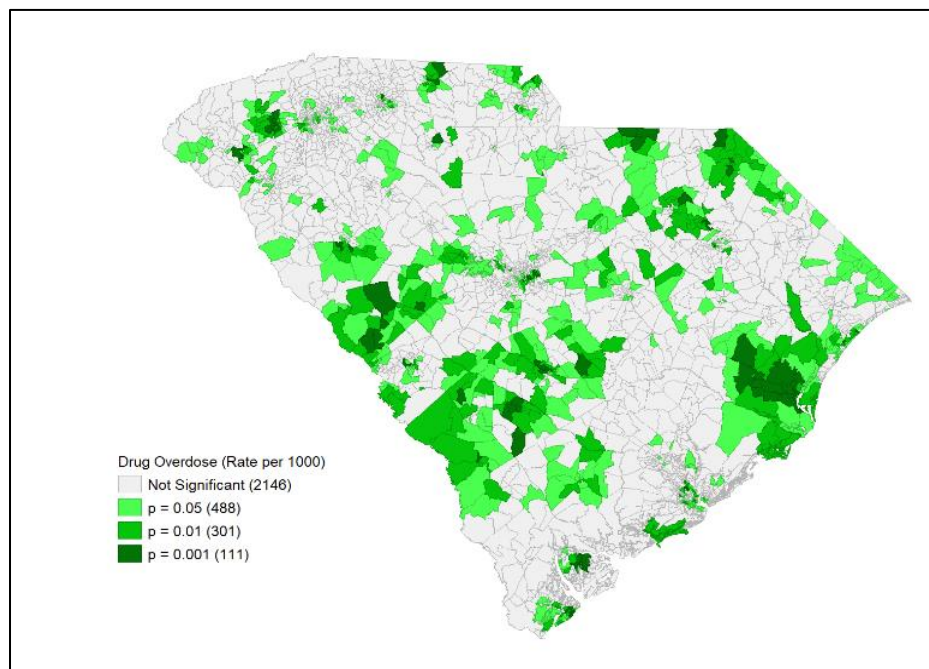 Drug Overdose (Rate per 1000)
Not Significant (2146)
p = 0.05 (488)
p = 0.01 (301)
p = 0.001 (111)